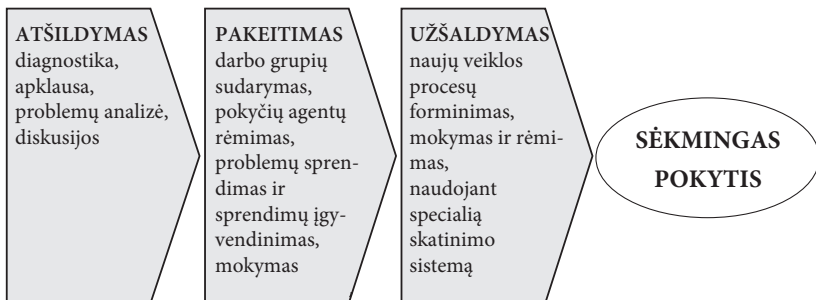 ATŠILDYMAS
diagnostika,
apklausa,
problemų analizė,
diskusijos
PAKEITIMAS
darbo grupių
sudarymas,
pokyčių agentų
rėmimas,
problemų spren-
dimas ir
sprendimų įgy-
vendinimas,
mokymas
UŽŠALDYMAS
naujų veiklos
procesų
forminimas,
mokymas ir rėmi-
mas,
naudojant
specialią
skatinimo
sistemą
SĖKMINGAS
POKYTIS